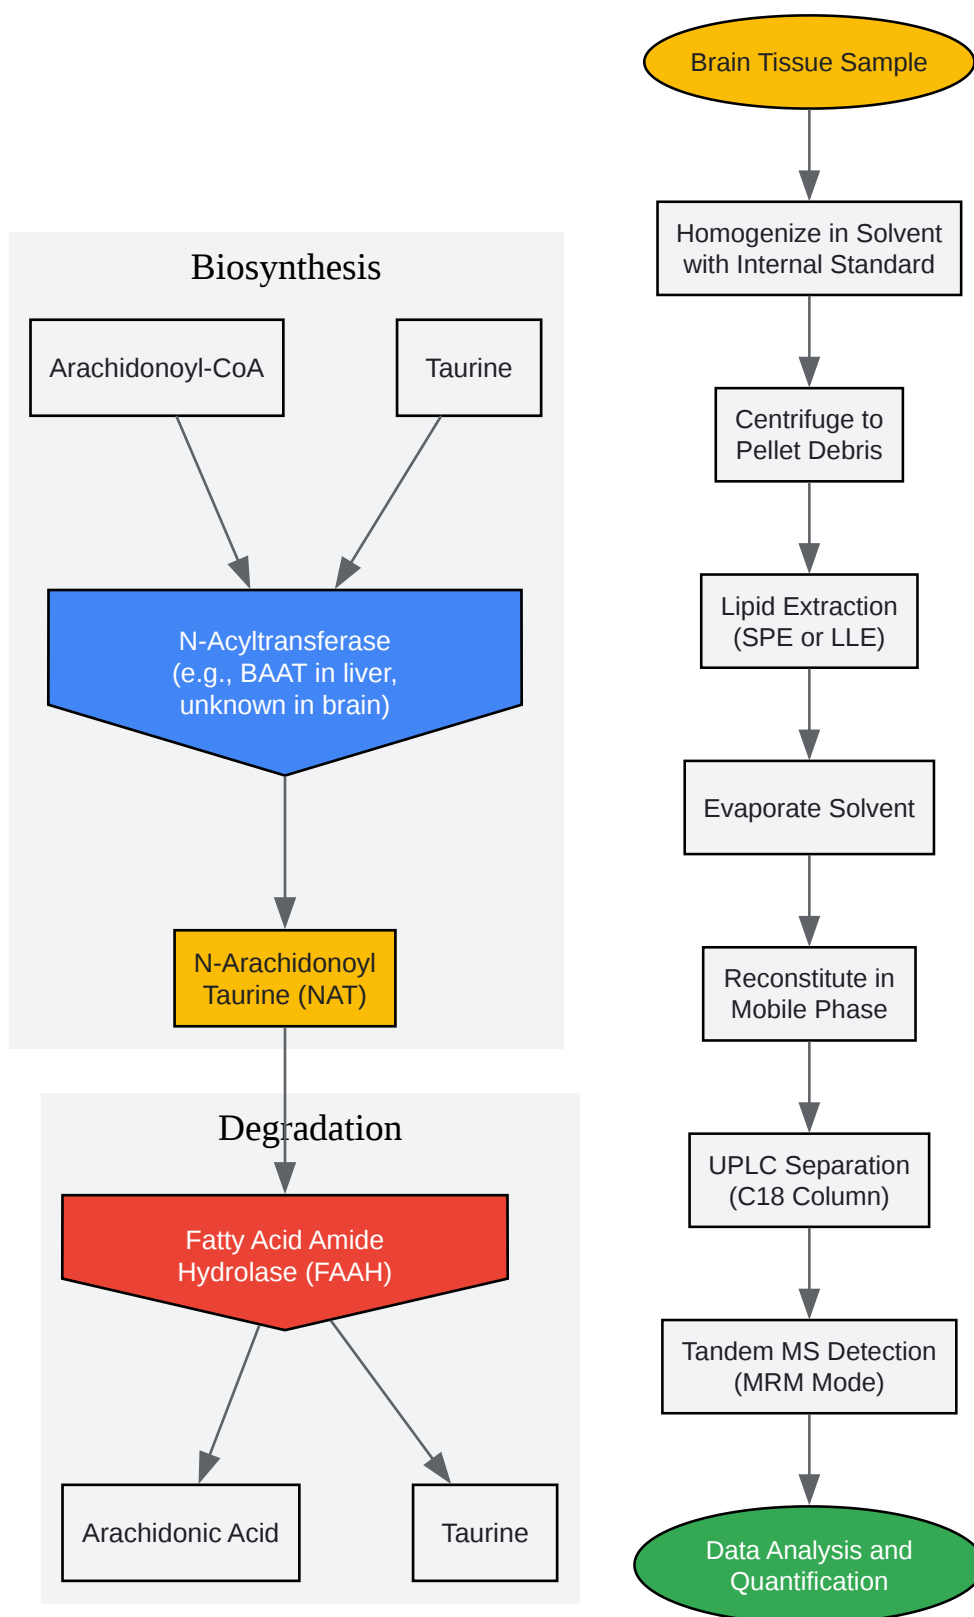 Biosynthesis
Arachidonoyl-CoA
Taurine
N-Acyltransferase
(e.g., BAAT in liver,
unknown in brain)
N-Arachidonoyl
Taurine (NAT)
Degradation
Fatty Acid Amide
Hydrolase (FAAH)
Arachidonic Acid
Taurine
Brain Tissue Sample
Homogenize in Solvent
with Internal Standard
Centrifuge to
Pellet Debris
Lipid Extraction
(SPE or LLE)
Evaporate Solvent
Reconstitute in
Mobile Phase
UPLC Separation
(C18 Column)
Tandem MS Detection
(MRM Mode)
Data Analysis and
Quantification